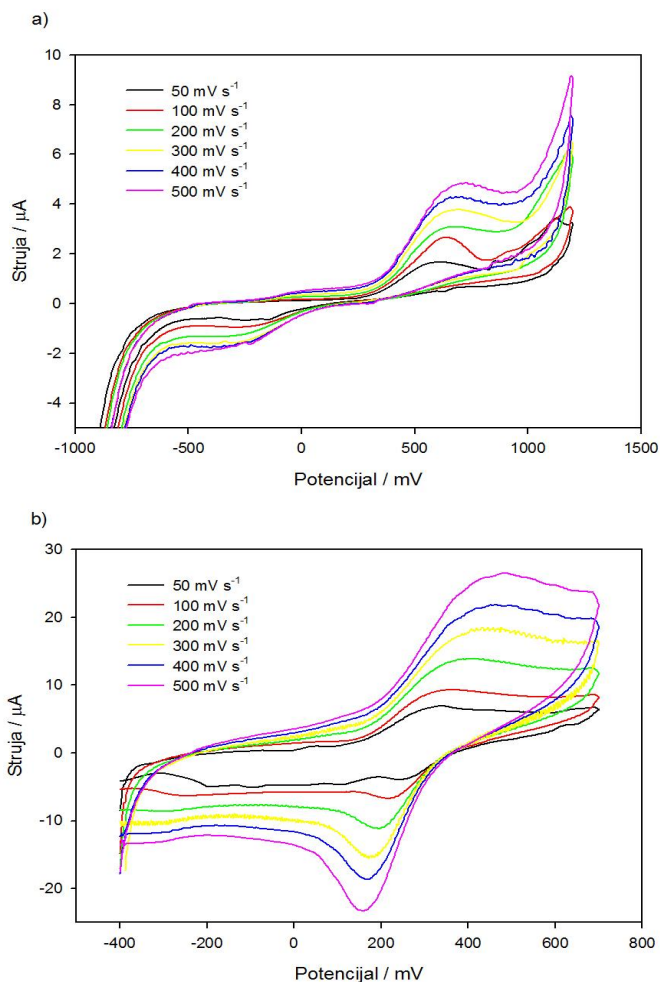 a)
10
8
6
4
2
0
-2
-4
Struja / μA
50 mV s⁻¹
100 mV s⁻¹
200 mV s⁻¹
300 mV s⁻¹
400 mV s⁻¹
500 mV s⁻¹
-1000 -500 0 500 1000 1500
Potencijal / mV
b)
30
20
10
0
-10
-20
Struja / μA
50 mV s⁻¹
100 mV s⁻¹
200 mV s⁻¹
300 mV s⁻¹
400 mV s⁻¹
500 mV s⁻¹
-400 -200 0 200 400 600 800
Potencijal / mV